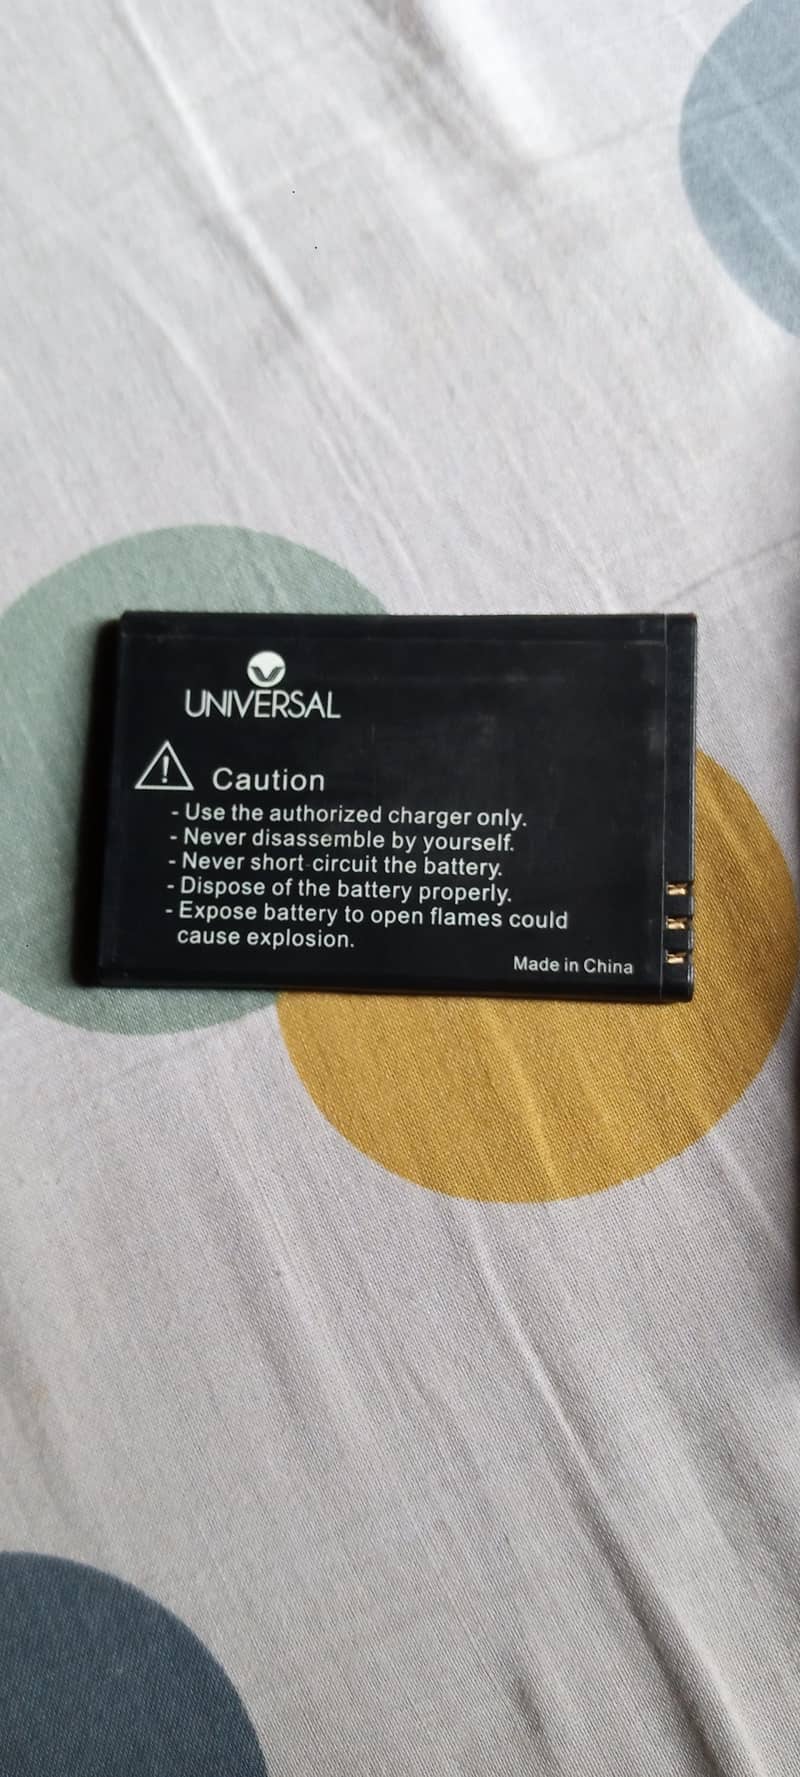 UNIVERSAL
Caution
- Use the authorized charger only.
- Never disassemble by yourself.
- Never short circuit the battery.
- Dispose of the battery properly.
- Expose battery to open flames could
cause explosion.
Made in China